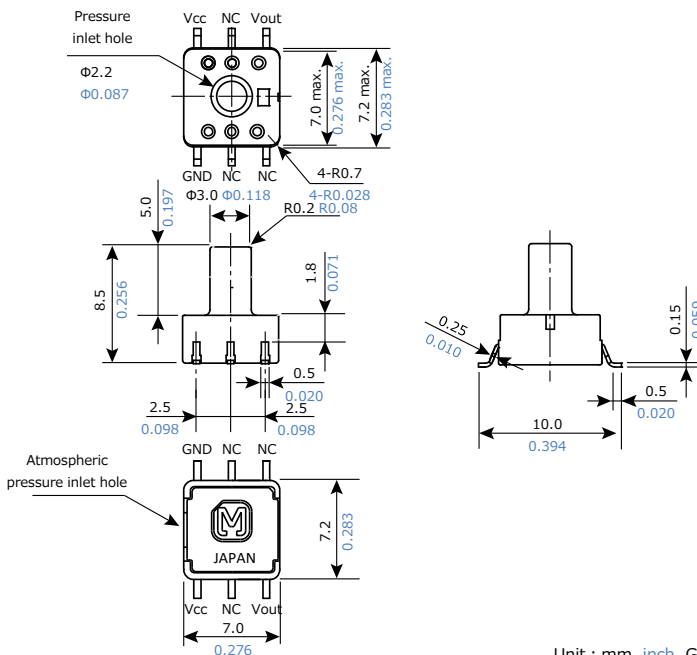 Pressure
inlet hole
Φ2.2
Φ0.087
Vcc NC Vout
7.0 max.
0.276 max.
7.2 max.
0.283 max.
GND NC NC
4-R0.7
4-R0.028
Φ3.0 Φ0.118
R0.2 R0.08
5.0
0.197
8.5
0.256
1.8
0.071
0.5
0.020
2.5
0.098
2.5
0.098
0.25
0.010
0.15
0.059
0.5
0.020
10.0
0.394
GND NC NC
Atmospheric
pressure inlet hole
M
JAPAN
7.2
0.283
Vcc NC Vout
7.0
0.276
Unit : mm inch G